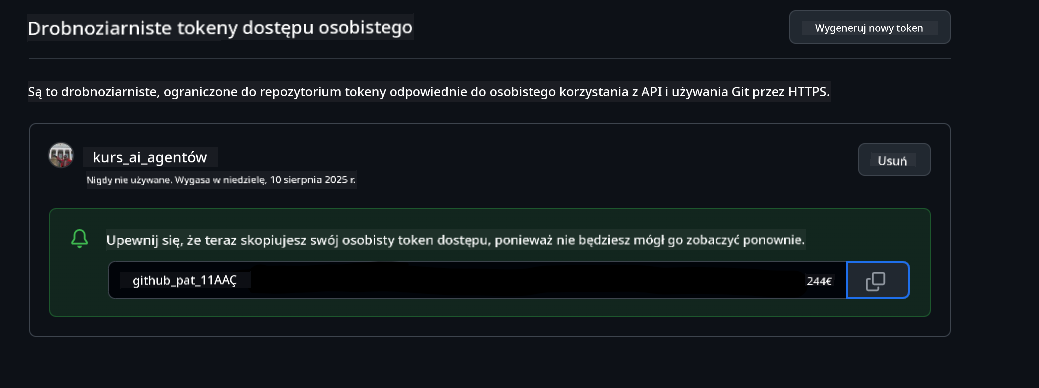 Drobnoziarniste tokeny dostępu osobistego
Wygeneruj nowy token
Są to drobnoziarniste, ograniczone do repozytorium tokeny odpowiednie do osobistego korzystania z API i używania Git przez HTTPS.
kurs_ai_agentów
Usuń
Nigdy nie używane. Wygasa w niedzielę, 10 sierpnia 2025 r.
Upewnij się, że teraz skopiujesz swój osobisty token dostępu, ponieważ nie będziesz mógł go zobaczyć ponownie.
github_pat_11AAÇ 244€